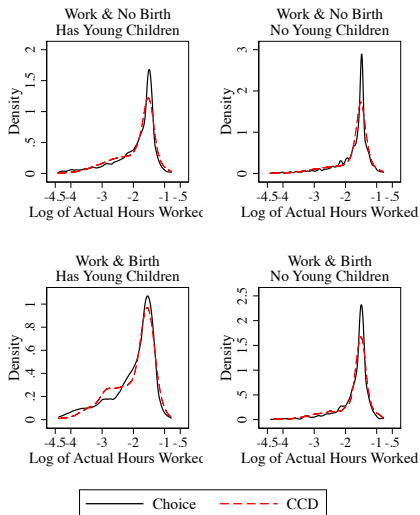 Work & No Birth
Has Young Children
Density
0 .5 1 1.5 2
-4.5-4 -3 -2 -1 -.5
Log of Actual Hours Worked
Work & No Birth
No Young Children
Density
0 1 2 3
-4.5-4 -3 -2 -1 -.5
Log of Actual Hours Worked
Work & Birth
Has Young Children
Density
0 .2 .4 .6 .8 1
-4.5-4 -3 -2 -1 -.5
Log of Actual Hours Worked
Work & Birth
No Young Children
Density
0 .5 1 1.5 2 2.5
-4.5-4 -3 -2 -1 -.5
Log of Actual Hours Worked
Choice CCD